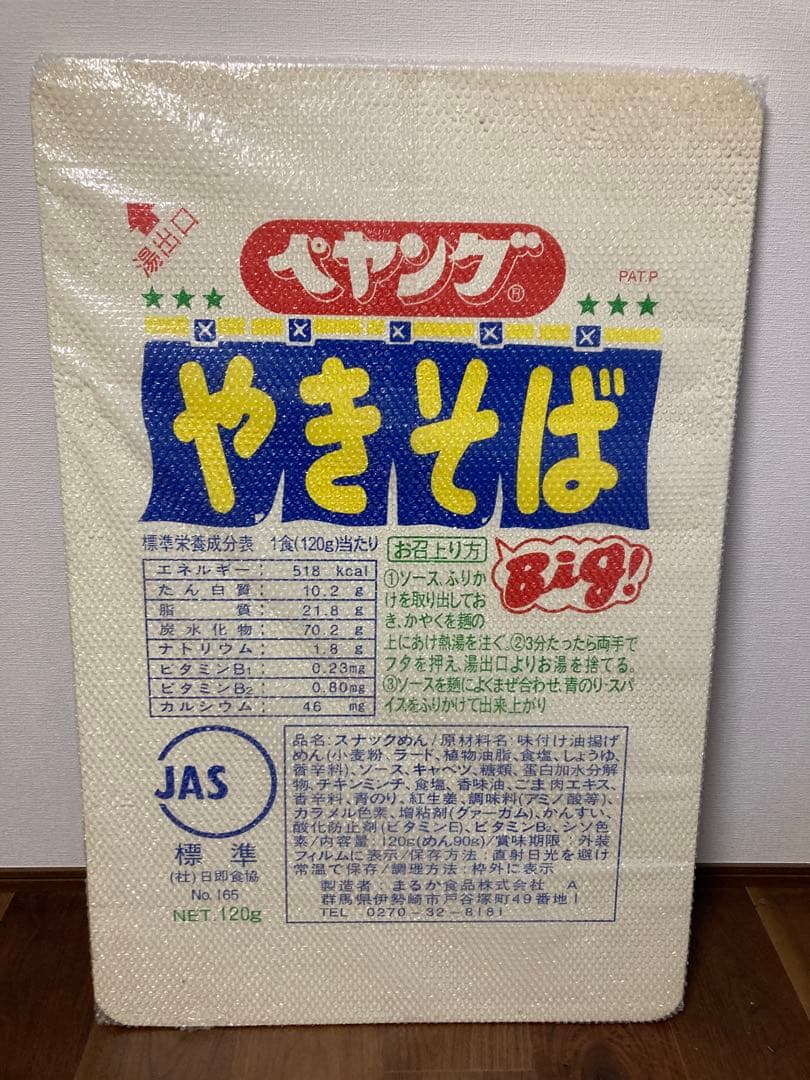 湯出口
ペヤング®
PAT.P
やきそば
標準栄養成分表 1食(120g)当たり
エネルギー: 518 kcal
たん白質: 10.2 g
脂質: 21.8 g
炭水化物: 70.2 g
ナトリウム: 1.8 g
ビタミンB1: 0.23mg
ビタミンB2: 0.80mg
カルシウム: 46 mg
お召上り方
Big!
①ソース、ふりか
けを取り出してお
き、かやくを麺の
上にあけ熱湯を注ぐ。②3分たったら両手で
フタを押え、湯出口よりお湯を捨てる。
③ソースを麺によくまぜ合わせ、青のり・スパ
イスをふりかけて出来上がり
JAS
標準
(社)日即食協
No.165
NET.120g
品名:スナックめん/原材料名:味付け油揚げ
めん(小麦粉、ラード、植物油脂、食塩、しょうゆ、
香辛料)、ソース、キャベツ、糖類、蛋白加水分解
物、チキンミンチ、食塩、香味油、ごま、肉エキス、
香辛料、青のり、紅生姜、調味料(アミノ酸等)、
カラメル色素、増粘剤(グァーガム)、かんすい、
酸化防止剤(ビタミンE)、ビタミンB2、シソ色
素/内容量:120g(めん90g)/賞味期限:外装
フィルムに表示/保存方法:直射日光を避け
常温で保存/調理方法:枠外に表示
製造者:まるか食品株式会社 A
群馬県伊勢崎市戸谷塚町49番地1
TEL 0270-32-8181